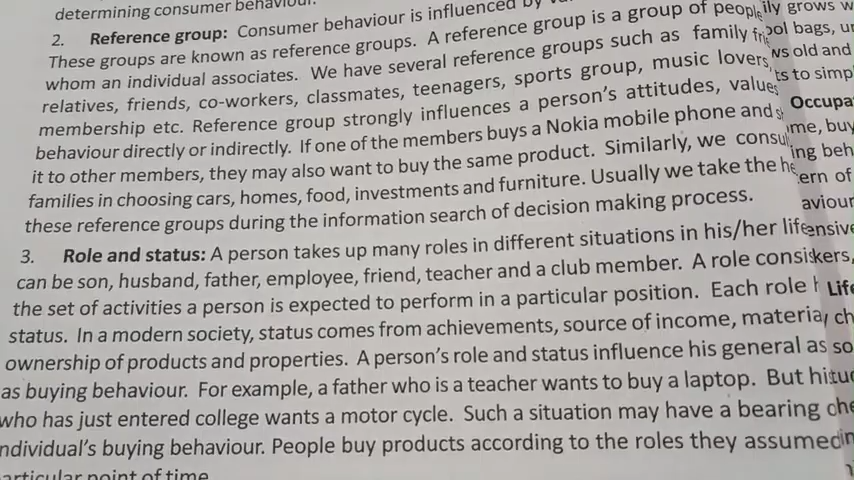 determining consumer behaviour.
2. Reference group: Consumer behaviour is influenced by
These groups are known as reference groups. A reference group is a group of people
whom an individual associates. We have several reference groups such as family
relatives, friends, co-workers, classmates, teenagers, sports group, music lovers,
membership etc. Reference group strongly influences a person's attitudes, values
behaviour directly or indirectly. If one of the members buys a Nokia mobile phone and
it to other members, they may also want to buy the same product. Similarly, we
families in choosing cars, homes, food, investments and furniture. Usually we take the
these reference groups during the information search of decision making process.
3. Role and status: A person takes up many roles in different situations in his/her
can be son, husband, father, employee, friend, teacher and a club member. A role
the set of activities a person is expected to perform in a particular position. Each role
status. In a modern society, status comes from achievements, source of income,
ownership of products and properties. A person's role and status influence his general as
as buying behaviour. For example, a father who is a teacher wants to buy a laptop. But
who has just entered college wants a motor cycle. Such a situation may have a bearing
buying behaviour. People buy products according to the roles they
point of time
grows
bags,
old and
to
buy
of